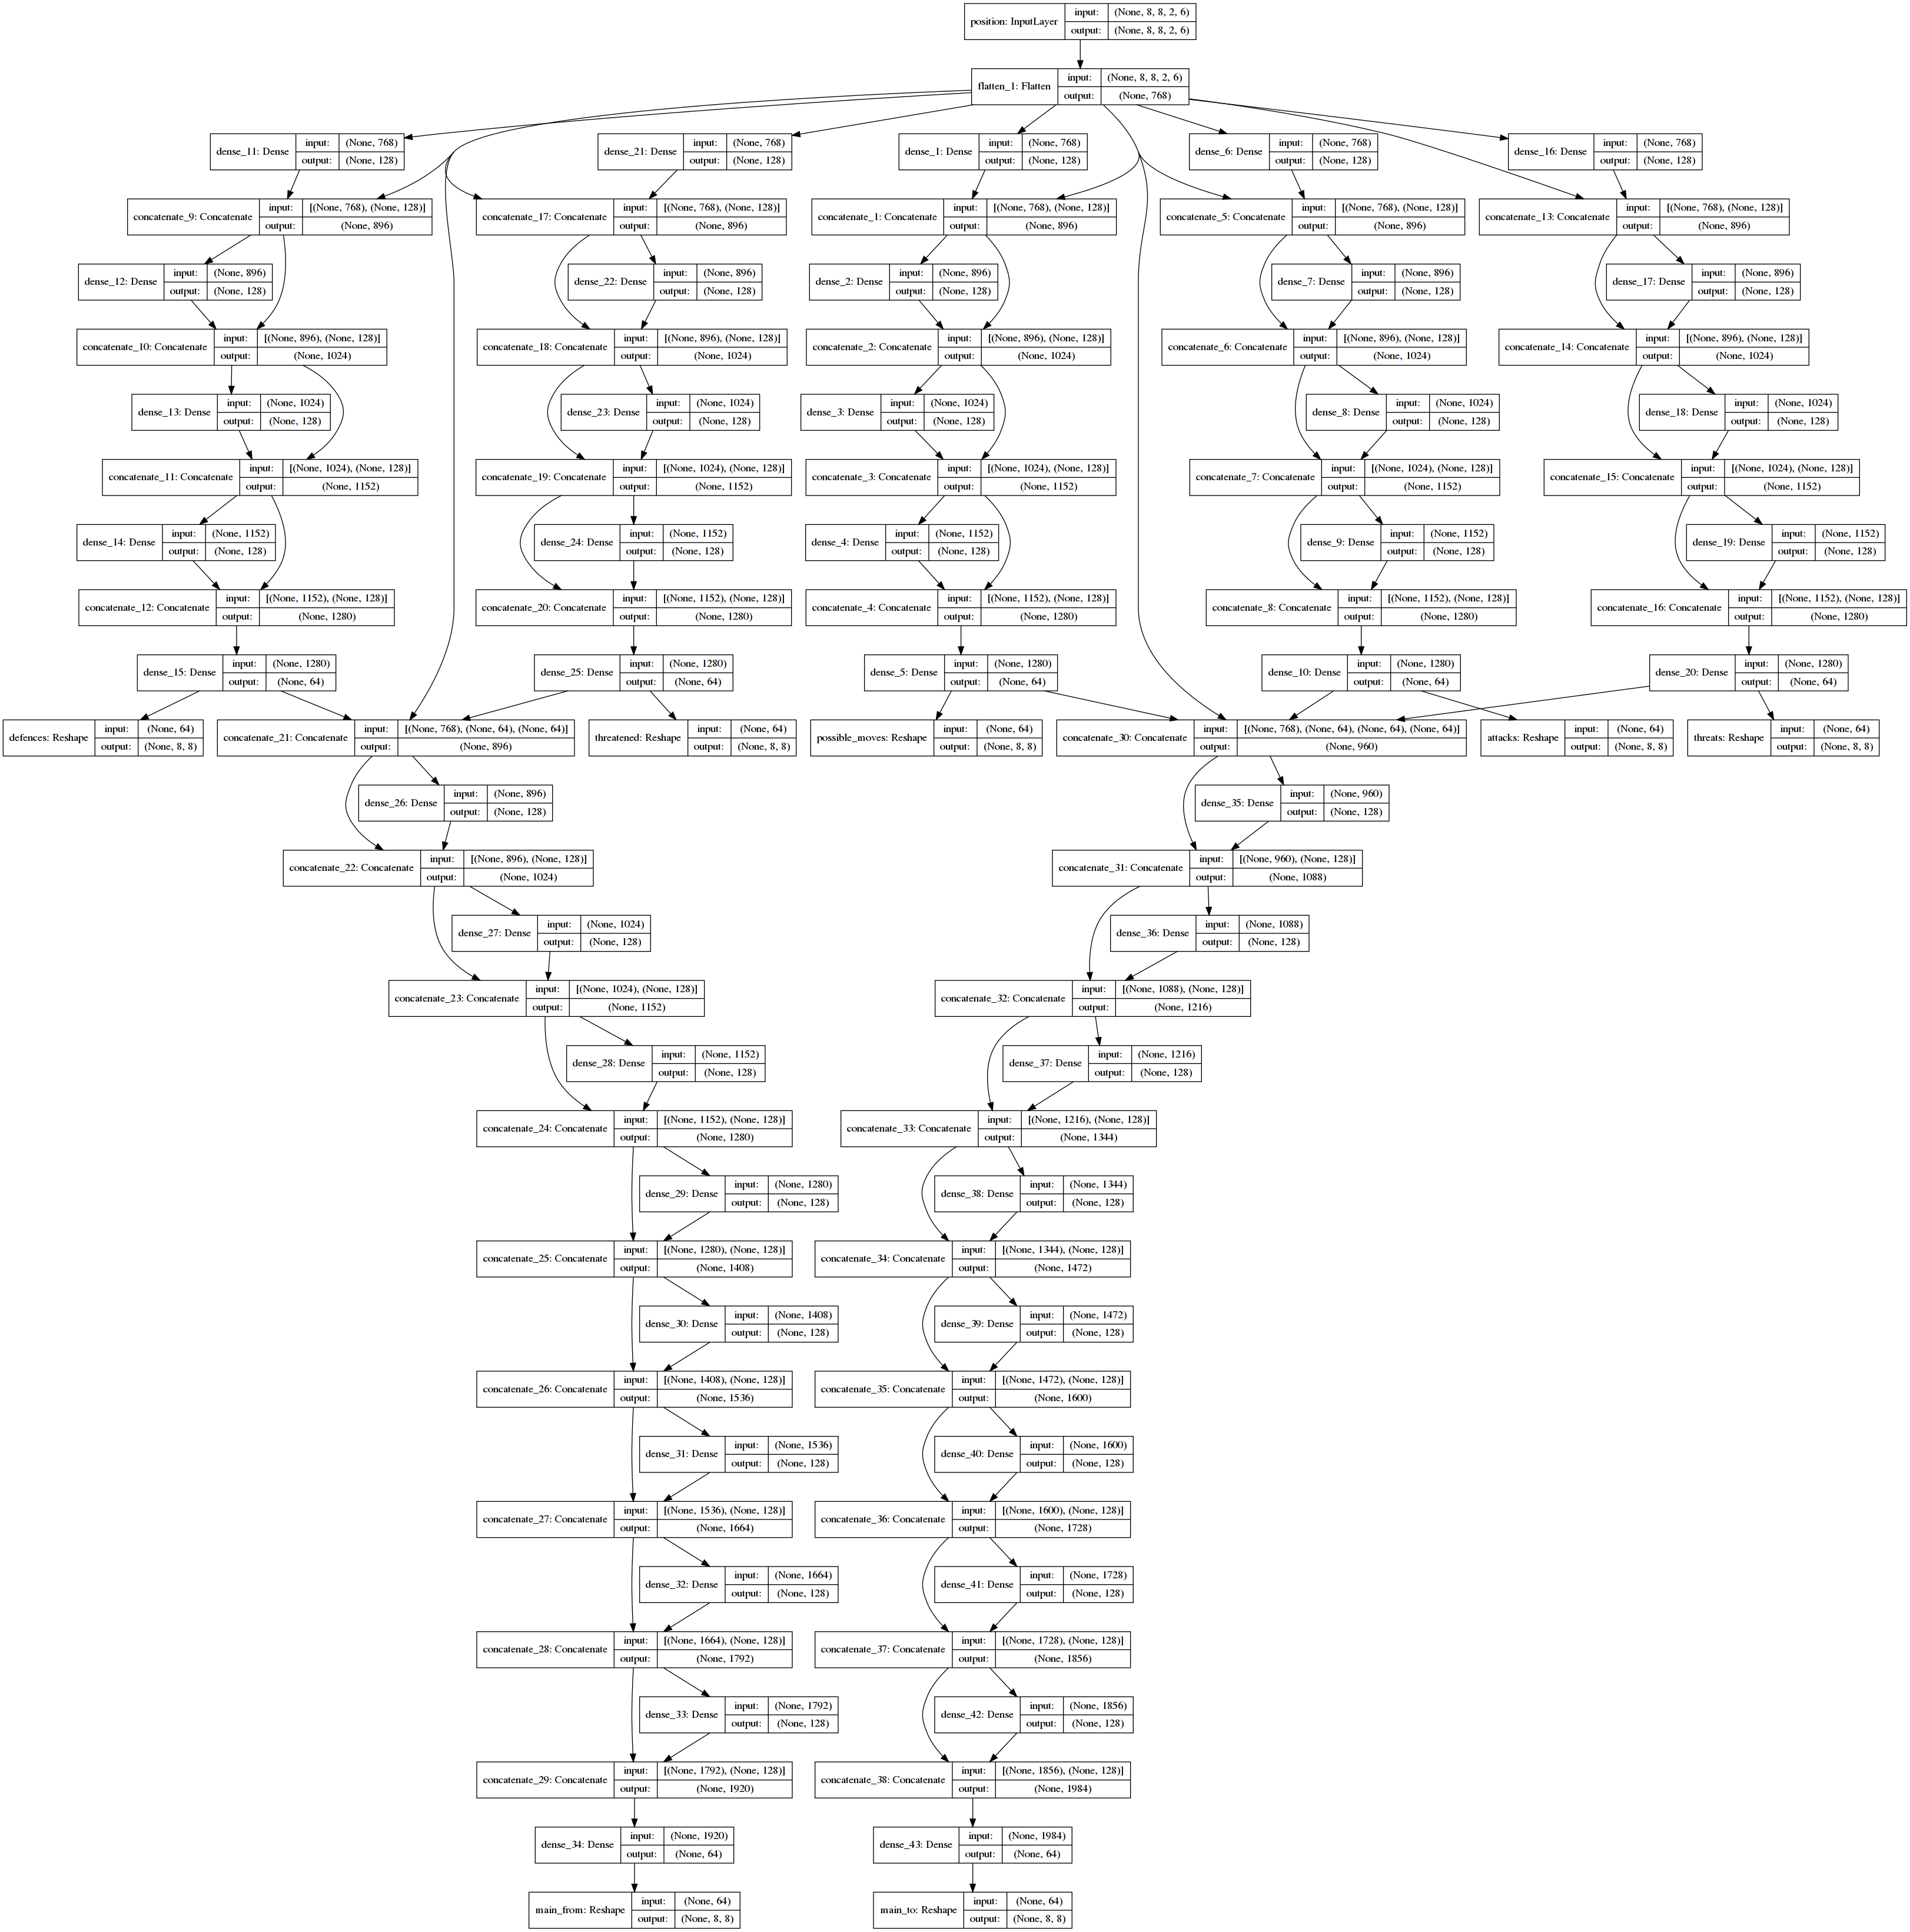 position: InputLayer
input: (None, 8, 8, 2, 6)
output: (None, 8, 8, 2, 6)
flatten_1: Flatten
input: (None, 8, 8, 2, 6)
output: (None, 768)
dense_11: Dense
input: (None, 768)
output: (None, 128)
dense_21: Dense
input: (None, 768)
output: (None, 128)
dense_1: Dense
input: (None, 768)
output: (None, 128)
dense_6: Dense
input: (None, 768)
output: (None, 128)
dense_16: Dense
input: (None, 768)
output: (None, 128)
concatenate_9: Concatenate
input: [(None, 768), (None, 128)]
output: (None, 896)
concatenate_17: Concatenate
input: [(None, 768), (None, 128)]
output: (None, 896)
concatenate_1: Concatenate
input: [(None, 768), (None, 128)]
output: (None, 896)
concatenate_5: Concatenate
input: [(None, 768), (None, 128)]
output: (None, 896)
concatenate_13: Concatenate
input: [(None, 768), (None, 128)]
output: (None, 896)
dense_12: Dense
input: (None, 896)
output: (None, 128)
dense_22: Dense
input: (None, 896)
output: (None, 128)
dense_2: Dense
input: (None, 896)
output: (None, 128)
dense_7: Dense
input: (None, 896)
output: (None, 128)
dense_17: Dense
input: (None, 896)
output: (None, 128)
concatenate_10: Concatenate
input: [(None, 896), (None, 128)]
output: (None, 1024)
concatenate_18: Concatenate
input: [(None, 896), (None, 128)]
output: (None, 1024)
concatenate_2: Concatenate
input: [(None, 896), (None, 128)]
output: (None, 1024)
concatenate_6: Concatenate
input: [(None, 896), (None, 128)]
output: (None, 1024)
concatenate_14: Concatenate
input: [(None, 896), (None, 128)]
output: (None, 1024)
dense_13: Dense
input: (None, 1024)
output: (None, 128)
dense_23: Dense
input: (None, 1024)
output: (None, 128)
dense_3: Dense
input: (None, 1024)
output: (None, 128)
dense_8: Dense
input: (None, 1024)
output: (None, 128)
dense_18: Dense
input: (None, 1024)
output: (None, 128)
concatenate_11: Concatenate
input: [(None, 1024), (None, 128)]
output: (None, 1152)
concatenate_19: Concatenate
input: [(None, 1024), (None, 128)]
output: (None, 1152)
concatenate_3: Concatenate
input: [(None, 1024), (None, 128)]
output: (None, 1152)
concatenate_7: Concatenate
input: [(None, 1024), (None, 128)]
output: (None, 1152)
concatenate_15: Concatenate
input: [(None, 1024), (None, 128)]
output: (None, 1152)
dense_14: Dense
input: (None, 1152)
output: (None, 128)
dense_24: Dense
input: (None, 1152)
output: (None, 128)
dense_4: Dense
input: (None, 1152)
output: (None, 128)
dense_9: Dense
input: (None, 1152)
output: (None, 128)
dense_19: Dense
input: (None, 1152)
output: (None, 128)
concatenate_12: Concatenate
input: [(None, 1152), (None, 128)]
output: (None, 1280)
concatenate_20: Concatenate
input: [(None, 1152), (None, 128)]
output: (None, 1280)
concatenate_4: Concatenate
input: [(None, 1152), (None, 128)]
output: (None, 1280)
concatenate_8: Concatenate
input: [(None, 1152), (None, 128)]
output: (None, 1280)
concatenate_16: Concatenate
input: [(None, 1152), (None, 128)]
output: (None, 1280)
dense_15: Dense
input: (None, 1280)
output: (None, 64)
dense_25: Dense
input: (None, 1280)
output: (None, 64)
dense_5: Dense
input: (None, 1280)
output: (None, 64)
dense_10: Dense
input: (None, 1280)
output: (None, 64)
dense_20: Dense
input: (None, 1280)
output: (None, 64)
defences: Reshape
input: (None, 64)
output: (None, 8, 8)
concatenate_21: Concatenate
input: [(None, 768), (None, 64), (None, 64)]
output: (None, 896)
threatened: Reshape
input: (None, 64)
output: (None, 8, 8)
possible_moves: Reshape
input: (None, 64)
output: (None, 8, 8)
concatenate_30: Concatenate
input: [(None, 768), (None, 64), (None, 64), (None, 64)]
output: (None, 960)
attacks: Reshape
input: (None, 64)
output: (None, 8, 8)
threats: Reshape
input: (None, 64)
output: (None, 8, 8)
dense_26: Dense
input: (None, 896)
output: (None, 128)
dense_35: Dense
input: (None, 960)
output: (None, 128)
concatenate_22: Concatenate
input: [(None, 896), (None, 128)]
output: (None, 1024)
concatenate_31: Concatenate
input: [(None, 960), (None, 128)]
output: (None, 1088)
dense_27: Dense
input: (None, 1024)
output: (None, 128)
dense_36: Dense
input: (None, 1088)
output: (None, 128)
concatenate_23: Concatenate
input: [(None, 1024), (None, 128)]
output: (None, 1152)
concatenate_32: Concatenate
input: [(None, 1088), (None, 128)]
output: (None, 1216)
dense_28: Dense
input: (None, 1152)
output: (None, 128)
dense_37: Dense
input: (None, 1216)
output: (None, 128)
concatenate_24: Concatenate
input: [(None, 1152), (None, 128)]
output: (None, 1280)
concatenate_33: Concatenate
input: [(None, 1216), (None, 128)]
output: (None, 1344)
dense_29: Dense
input: (None, 1280)
output: (None, 128)
dense_38: Dense
input: (None, 1344)
output: (None, 128)
concatenate_25: Concatenate
input: [(None, 1280), (None, 128)]
output: (None, 1408)
concatenate_34: Concatenate
input: [(None, 1344), (None, 128)]
output: (None, 1472)
dense_30: Dense
input: (None, 1408)
output: (None, 128)
dense_39: Dense
input: (None, 1472)
output: (None, 128)
concatenate_26: Concatenate
input: [(None, 1408), (None, 128)]
output: (None, 1536)
concatenate_35: Concatenate
input: [(None, 1472), (None, 128)]
output: (None, 1600)
dense_31: Dense
input: (None, 1536)
output: (None, 128)
dense_40: Dense
input: (None, 1600)
output: (None, 128)
concatenate_27: Concatenate
input: [(None, 1536), (None, 128)]
output: (None, 1664)
concatenate_36: Concatenate
input: [(None, 1600), (None, 128)]
output: (None, 1728)
dense_32: Dense
input: (None, 1664)
output: (None, 128)
dense_41: Dense
input: (None, 1728)
output: (None, 128)
concatenate_28: Concatenate
input: [(None, 1664), (None, 128)]
output: (None, 1792)
concatenate_37: Concatenate
input: [(None, 1728), (None, 128)]
output: (None, 1856)
dense_33: Dense
input: (None, 1792)
output: (None, 128)
dense_42: Dense
input: (None, 1856)
output: (None, 128)
concatenate_29: Concatenate
input: [(None, 1792), (None, 128)]
output: (None, 1920)
concatenate_38: Concatenate
input: [(None, 1856), (None, 128)]
output: (None, 1984)
dense_34: Dense
input: (None, 1920)
output: (None, 64)
dense_43: Dense
input: (None, 1984)
output: (None, 64)
main_from: Reshape
input: (None, 64)
output: (None, 8, 8)
main_to: Reshape
input: (None, 64)
output: (None, 8, 8)